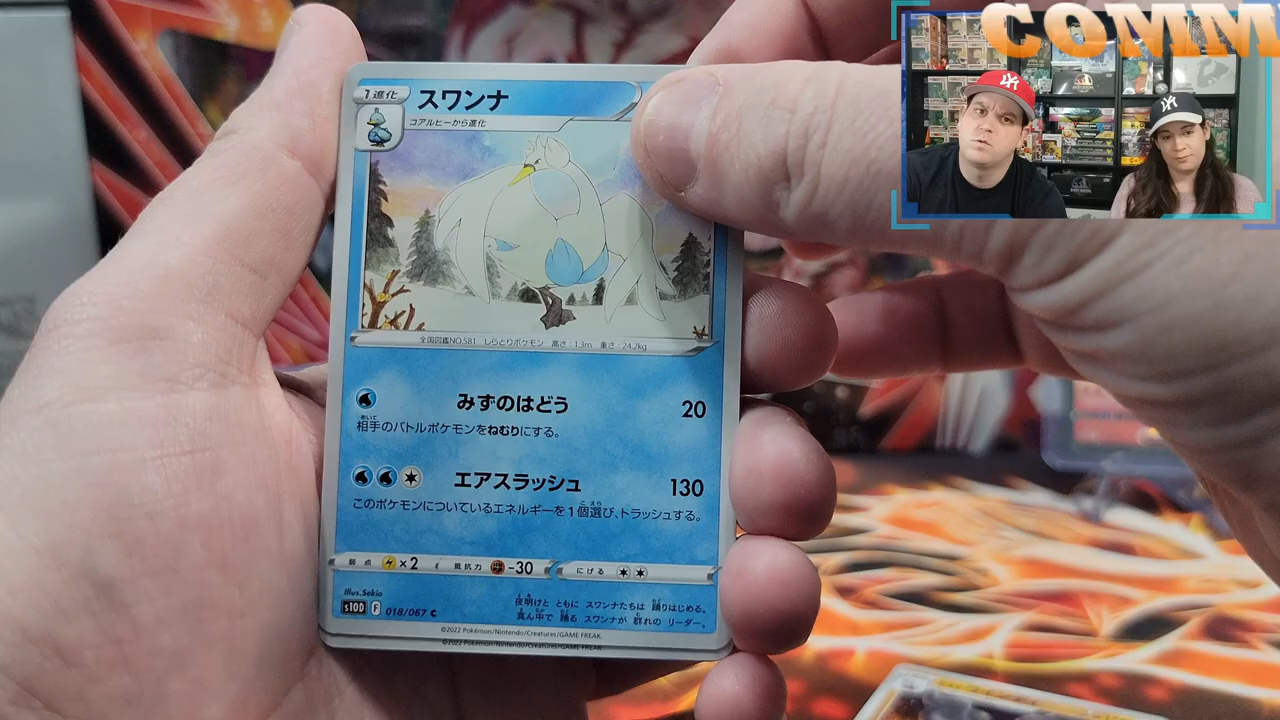 COMM
1進化
スワンナ
コアルヒーから進化
全国図鑑NO.581 しらとりポケモン 高さ:1.3m 重さ:24.2kg
みずのはどう 20
相手のバトルポケモンをねむりにする。
エアスラッシュ 130
このポケモンについているエネルギーを1個選び、トラッシュする。
弱点 ×2 抵抗力 -30 にげる
Illus.Sekio
s10D F 018/067 C
夜明けと ともに スワンナたちは 踊りはじめる。
真ん中で 踊る スワンナが 群れの リーダー。
©2022 Pokémon/Nintendo/Creatures/GAME FREAK.
©2022 Pokémon/Nintendo/Creatures/GAME FREAK.